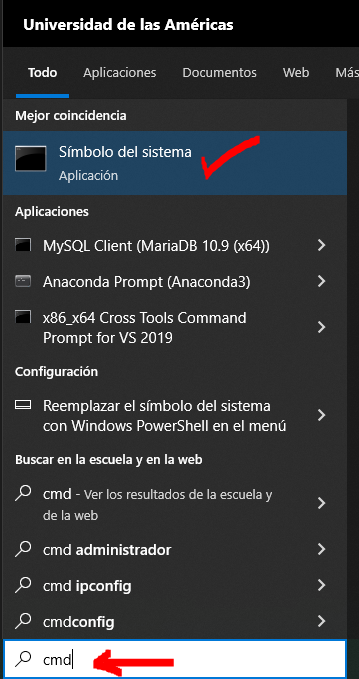 Universidad de las Américas
Todo Aplicaciones Documentos Web Más
Mejor coincidencia
Símbolo del sistema
Aplicación
Aplicaciones
MySQL Client (MariaDB 10.9 (x64))
Anaconda Prompt (Anaconda3)
x86_x64 Cross Tools Command
Prompt for VS 2019
Configuración
Reemplazar el símbolo del sistema
con Windows PowerShell en el menú
Buscar en la escuela y en la web
cmd - Ver los resultados de la escuela y
de la web
cmd administrador
cmd ipconfig
cmdconfig
cmd